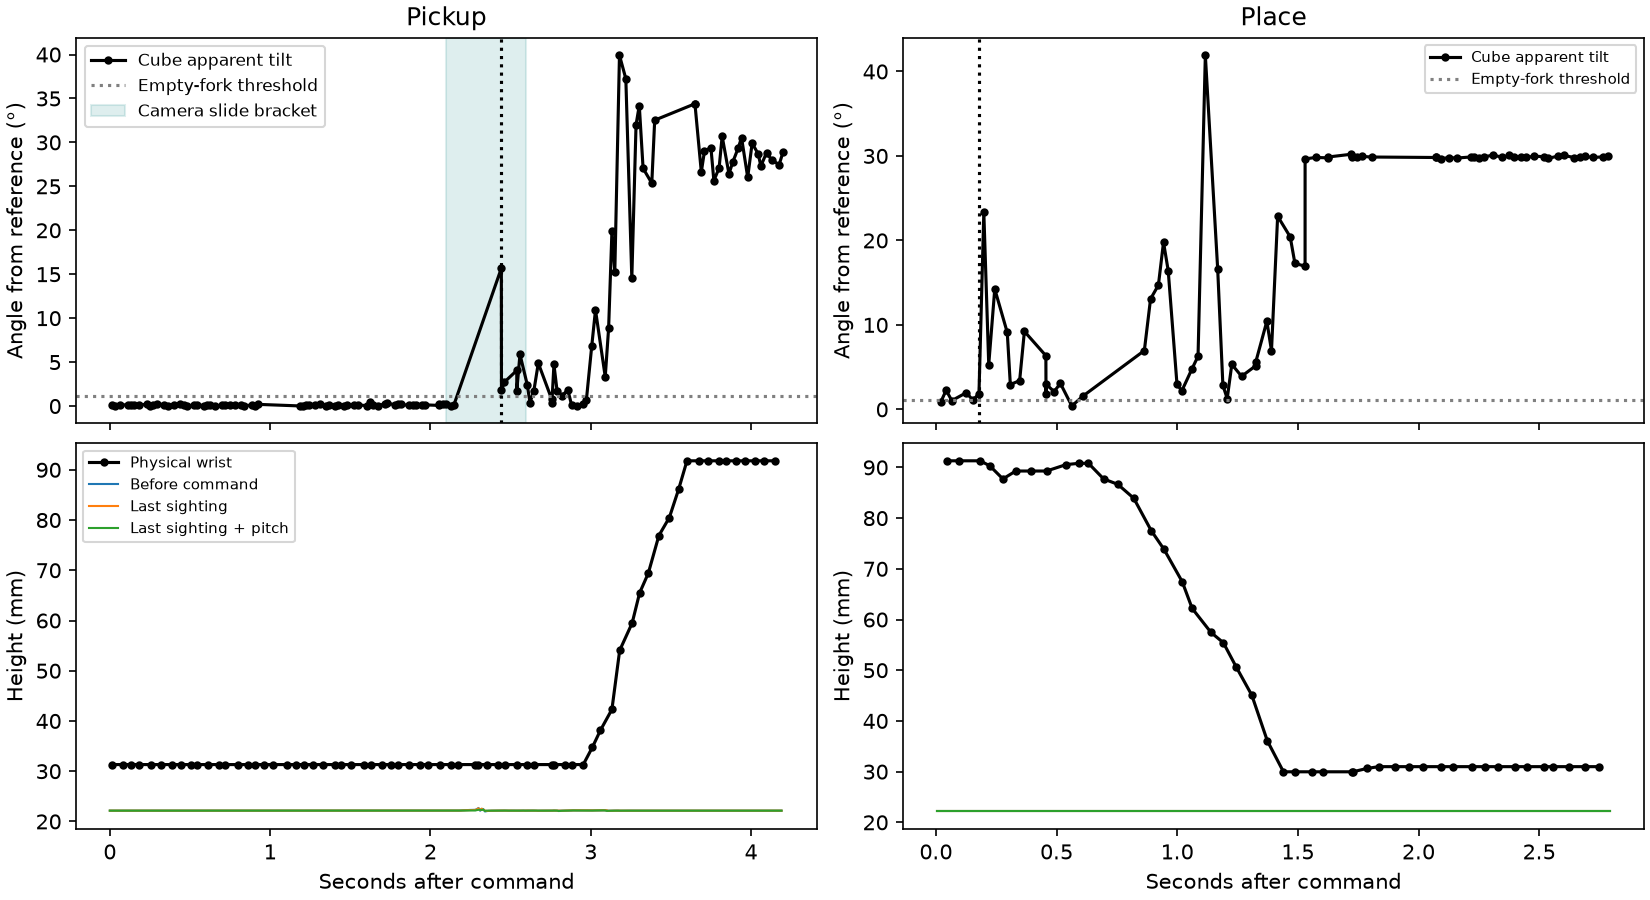 Pickup
Place
Angle from reference (°)
40
35
30
25
20
15
10
5
0
Cube apparent tilt
Empty-fork threshold
Camera slide bracket
Angle from reference (°)
40
30
20
10
0
Cube apparent tilt
Empty-fork threshold
Height (mm)
90
80
70
60
50
40
30
20
Physical wrist
Before command
Last sighting
Last sighting + pitch
0 1 2 3 4
Seconds after command
Height (mm)
90
80
70
60
50
40
30
20
0.0 0.5 1.0 1.5 2.0 2.5
Seconds after command